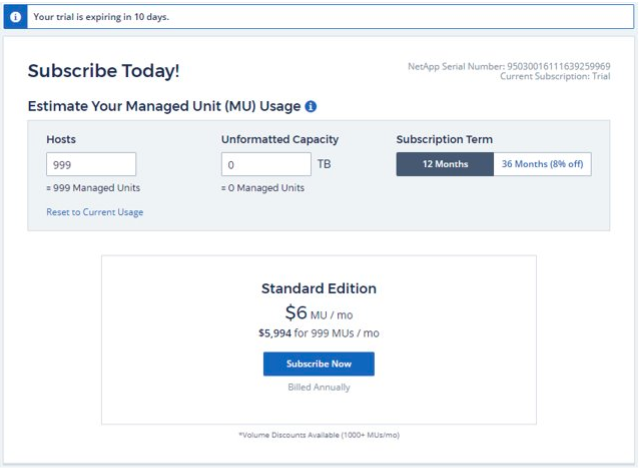 Your trial is expiring in 10 days.
Subscribe Today!
NetApp Serial Number: 95030016111639259969
Current Subscription: Trial
Estimate Your Managed Unit (MU) Usage
Hosts
Unformatted Capacity
Subscription Term
999
0
TB
12 Months
36 Months (8% off)
= 999 Managed Units
= 0 Managed Units
Reset to Current Usage
Standard Edition
$6 MU / mo
$5,994 for 999 MUs / mo
Subscribe Now
Billed Annually
*Volume Discounts Available (1000+ MUs/mo)